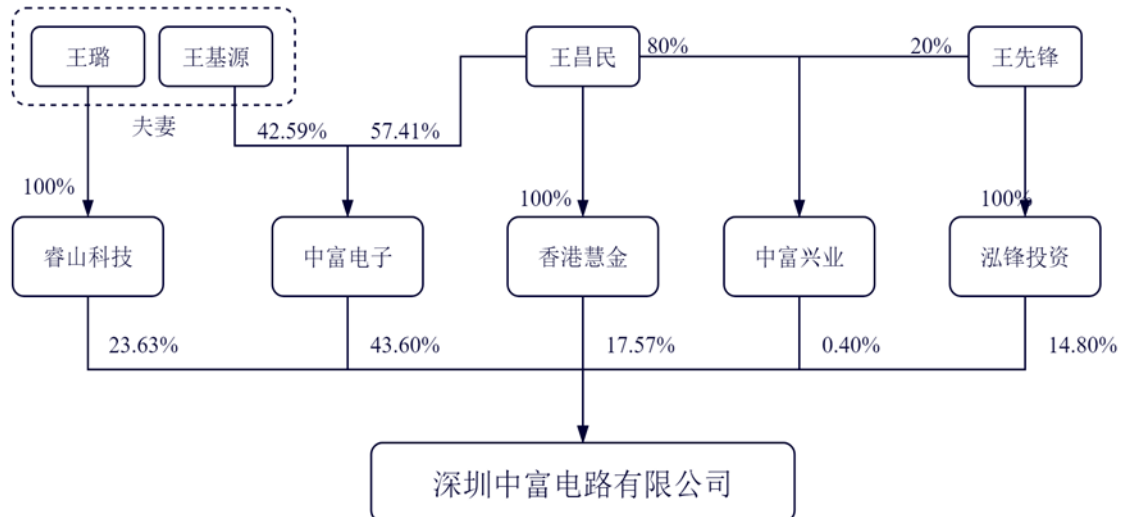 王璐
王基源
王昌民
80%
20%
王先锋
夫妻
42.59%
57.41%
100%
100%
100%
睿山科技
中富电子
香港慧金
中富兴业
泓锋投资
23.63%
43.60%
17.57%
0.40%
14.80%
深圳中富电路有限公司